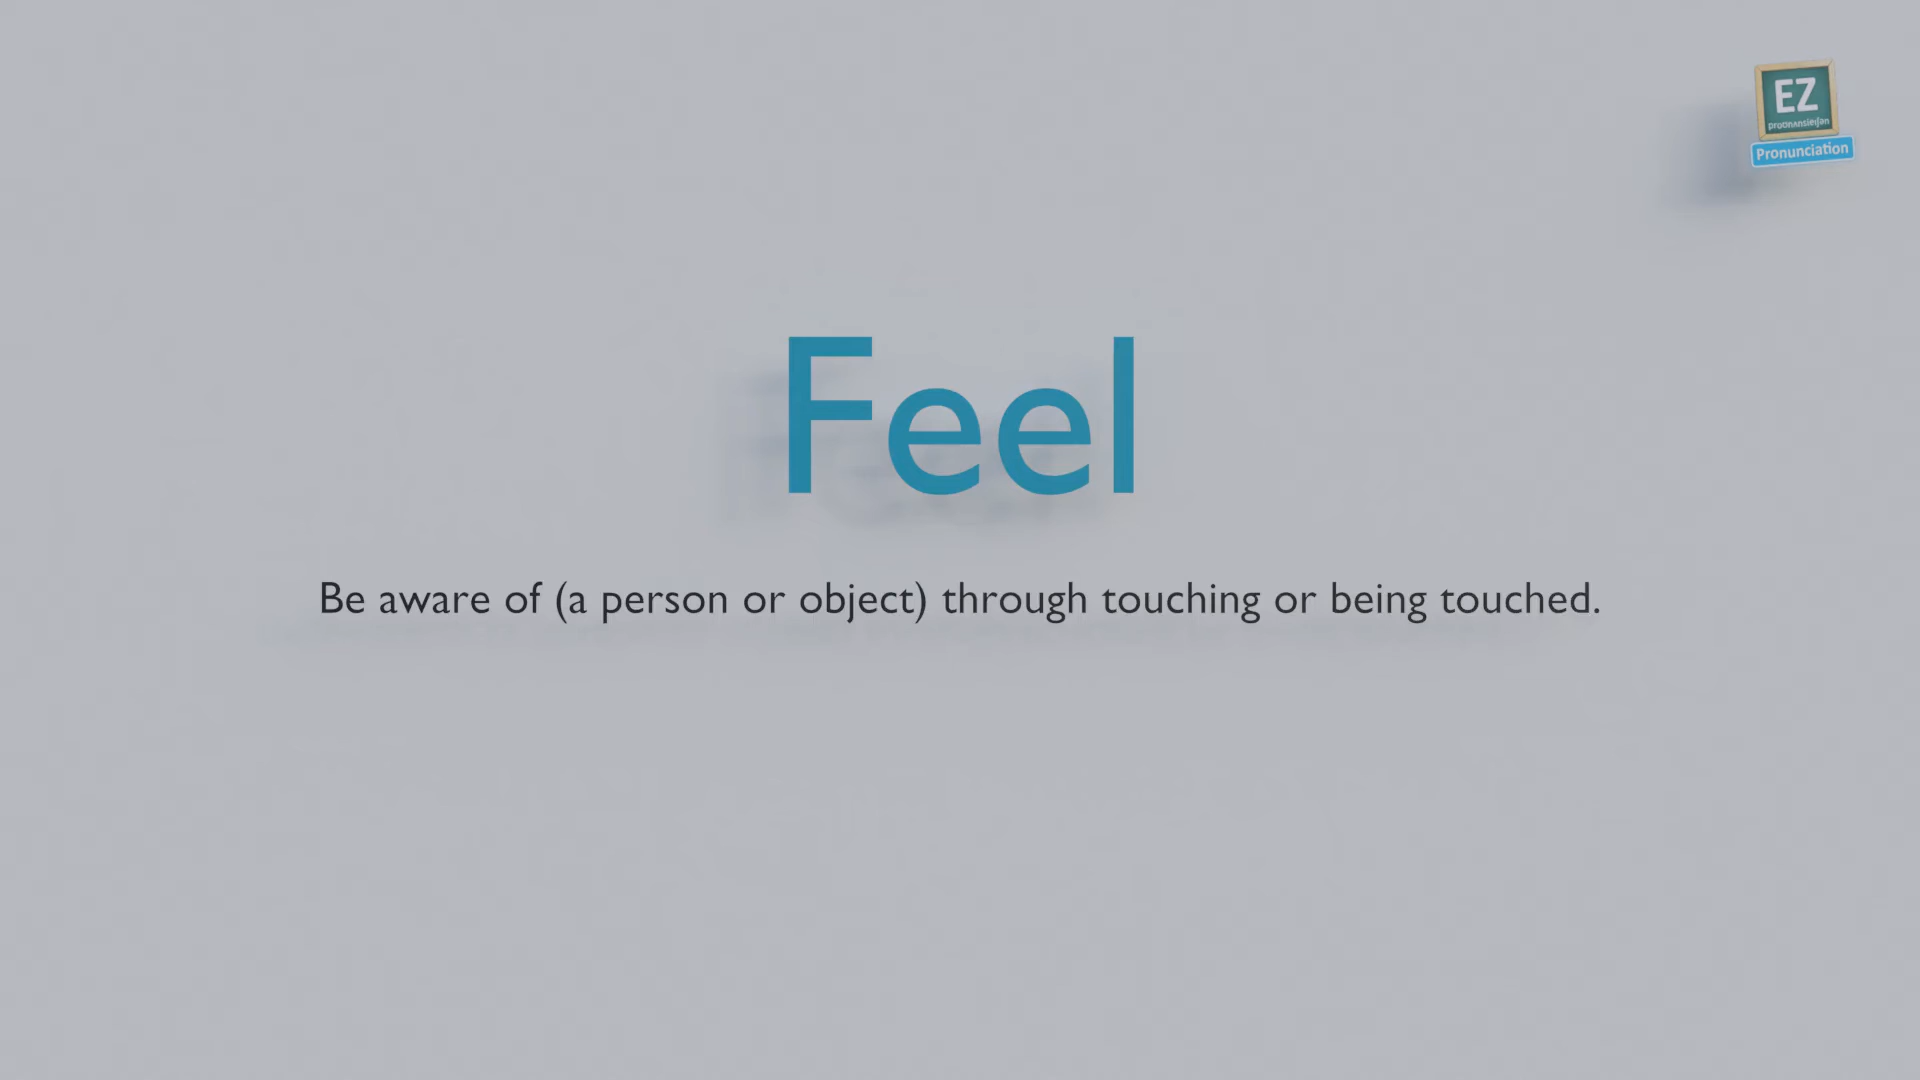 EZ
Pronunciation
Feel
Be aware of (a person or object) through touching or being touched.